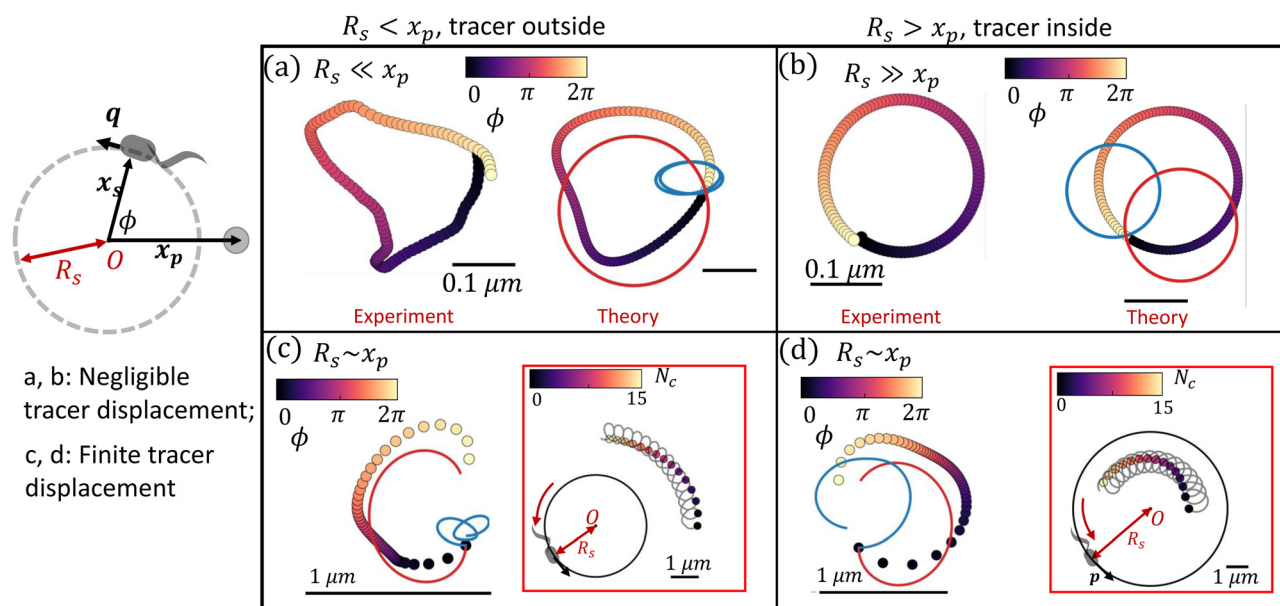 R_s < x_p, tracer outside
R_s > x_p, tracer inside
q
x_s
ϕ
x_p
R_s
O
a, b: Negligible
tracer displacement;
c, d: Finite tracer
displacement
(a) R_s ≪ x_p
0 π 2π
ϕ
0.1 μm
Experiment
Theory
(b) R_s ≫ x_p
0 π 2π
ϕ
0.1 μm
Experiment
Theory
(c) R_s~x_p
0 π 2π
ϕ
1 μm
N_c
0 15
O
R_s
1 μm
(d) R_s~x_p
0 π 2π
ϕ
1 μm
N_c
0 15
O
R_s
p
1 μm